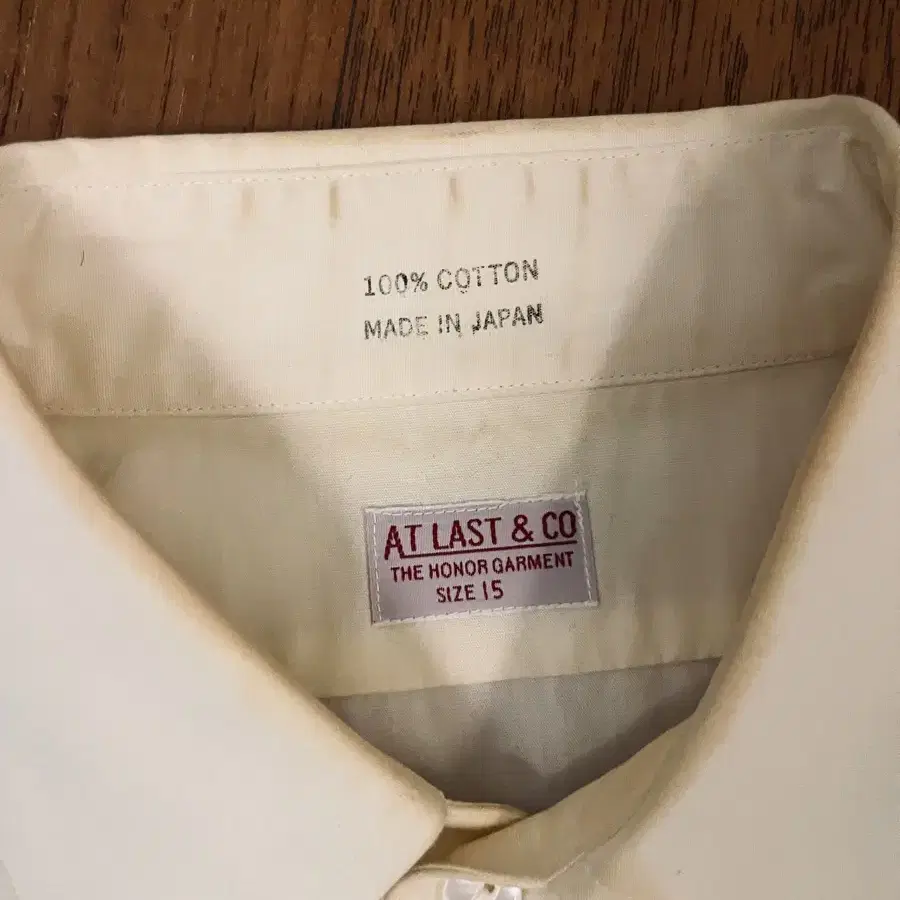 100% COTTON
MADE IN JAPAN
AT LAST & CO
THE HONOR GARMENT
SIZE 15